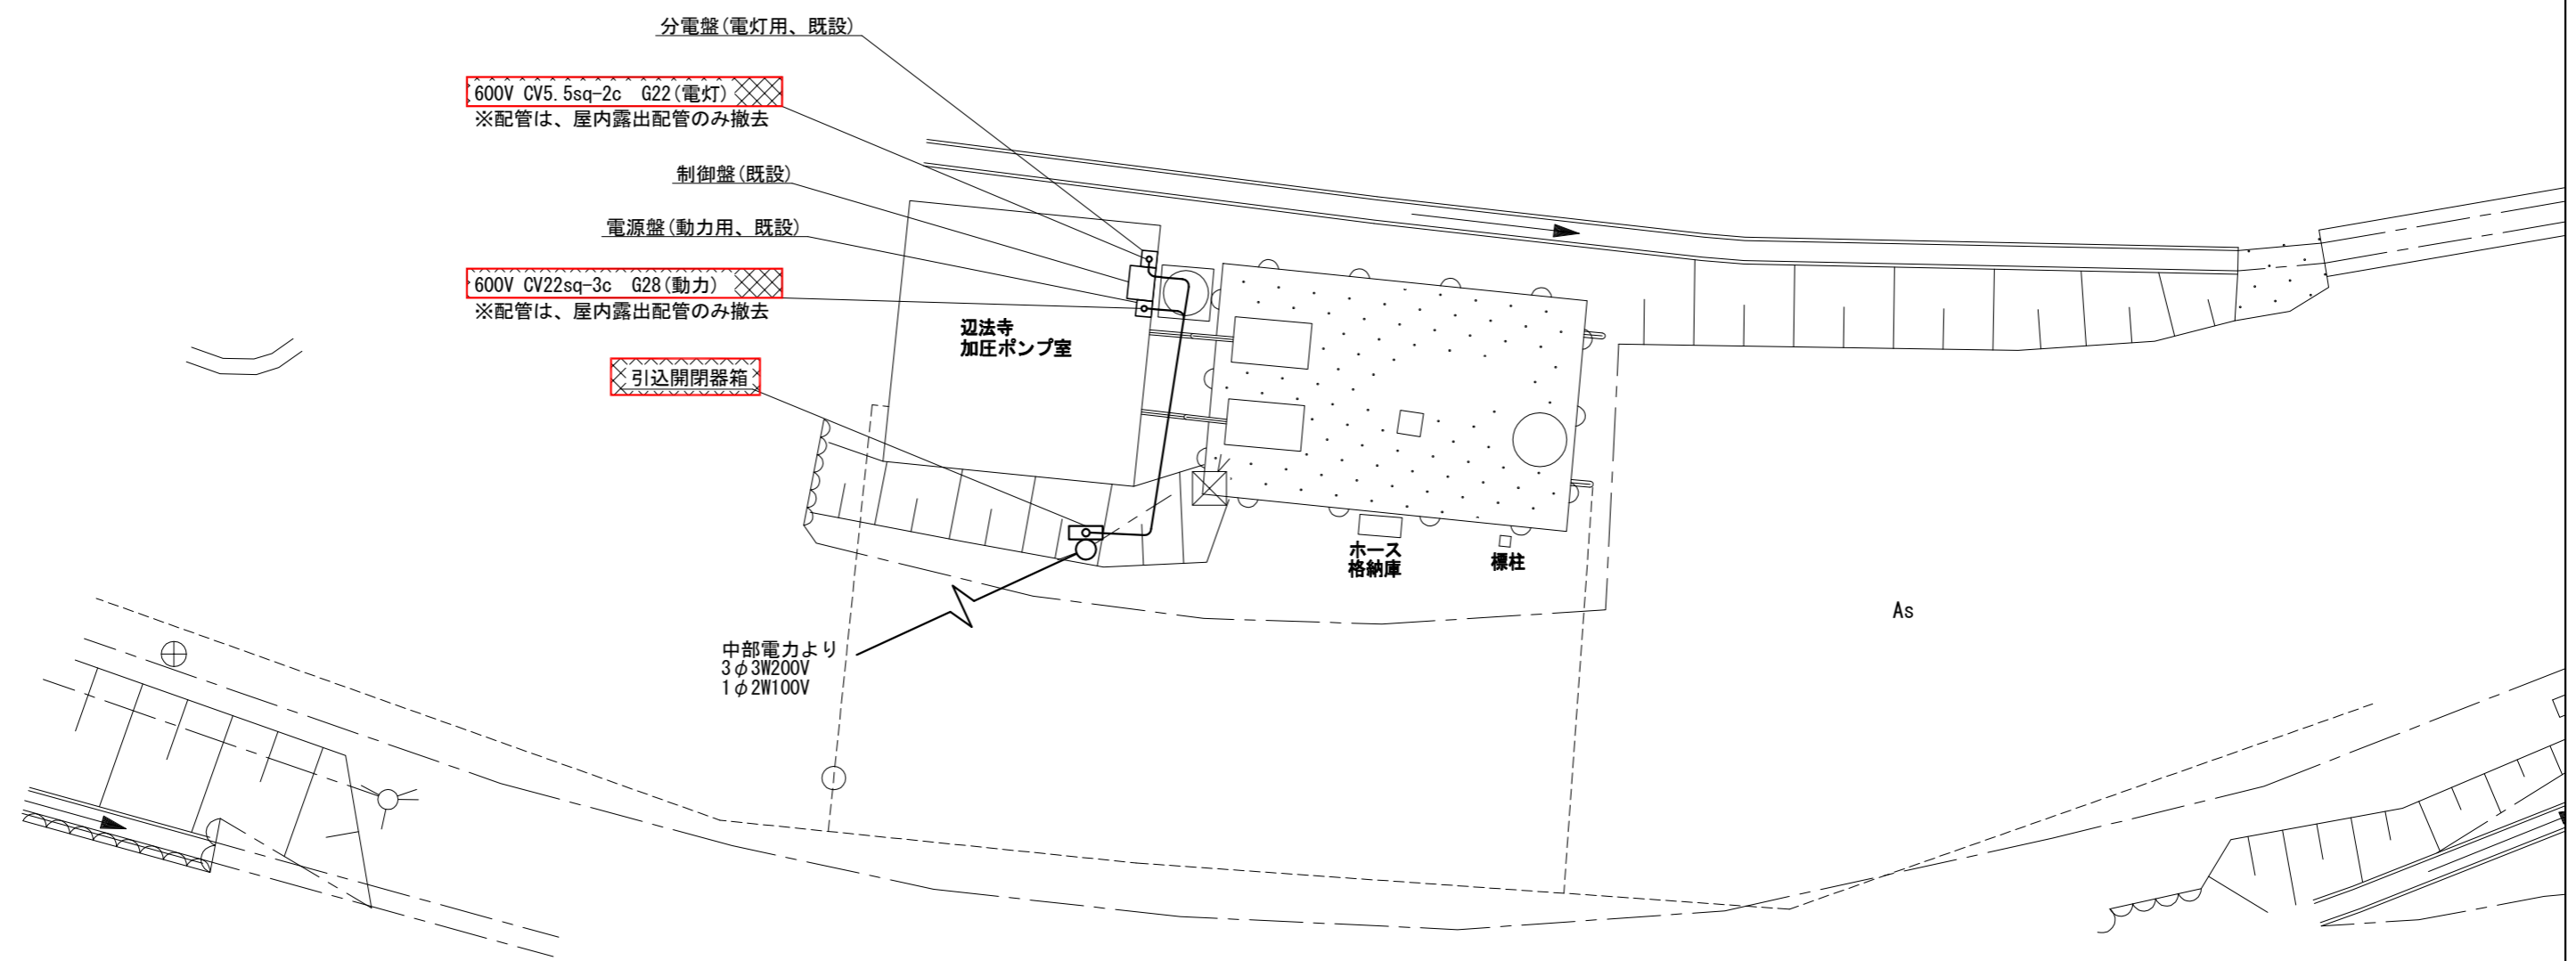 分電盤(電灯用、既設)
600V CV5.5sq-2c G22(電灯)
※配管は、屋内露出配管のみ撤去
制御盤(既設)
電源盤(動力用、既設)
600V CV22sq-3c G28(動力)
※配管は、屋内露出配管のみ撤去
辺法寺
加圧ポンプ室
引込開閉器箱
ホース
格納庫
標柱
As
中部電力より
3φ3W200V
1φ2W100V